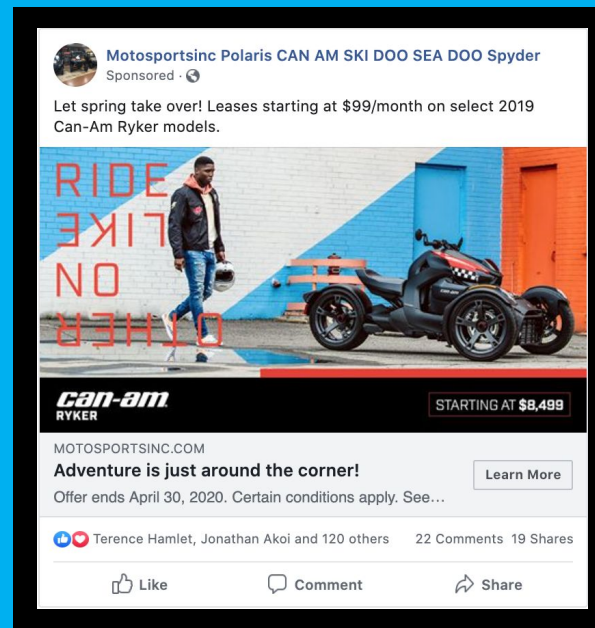 Motosportsinc Polaris CAN AM SKI DOO SEA DOO Spyder
Sponsored ·
Let spring take over! Leases starting at $99/month on select 2019
Can-Am Ryker models.
RIDE
LIKE
NO
OTHER
can-am
can-am
RYKER
STARTING AT $8,499
MOTOSPORTSINC.COM
Adventure is just around the corner!
Learn More
Offer ends April 30, 2020. Certain conditions apply. See...
Terence Hamlet, Jonathan Akoi and 120 others
22 Comments 19 Shares
Like
Comment
Share